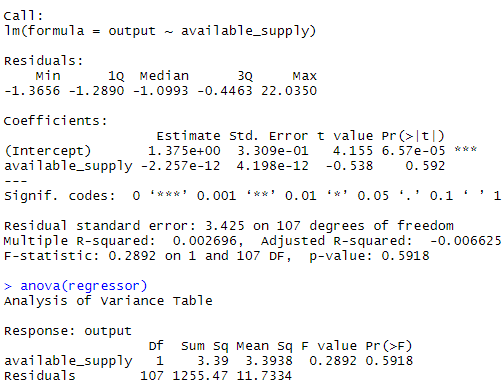 Call:
lm(formula = output ~ available_supply)
Residuals:
Min 1Q Median 3Q Max
-1.3656 -1.2890 -1.0993 -0.4463 22.0350
Coefficients:
Estimate Std. Error t value Pr(>|t|)
(Intercept) 1.375e+00 3.309e-01 4.155 6.57e-05 ***
available_supply -2.257e-12 4.198e-12 -0.538 0.592
---
Signif. codes: 0 ‘***’ 0.001 ‘**’ 0.01 ‘*’ 0.05 ‘.’ 0.1 ‘ ’ 1
Residual standard error: 3.425 on 107 degrees of freedom
Multiple R-squared: 0.002696, Adjusted R-squared: -0.006625
F-statistic: 0.2892 on 1 and 107 DF, p-value: 0.5918
> anova(regressor)
Analysis of Variance Table
Response: output
Df Sum Sq Mean Sq F value Pr(>F)
available_supply 1 3.39 3.3938 0.2892 0.5918
Residuals 107 1255.47 11.7334